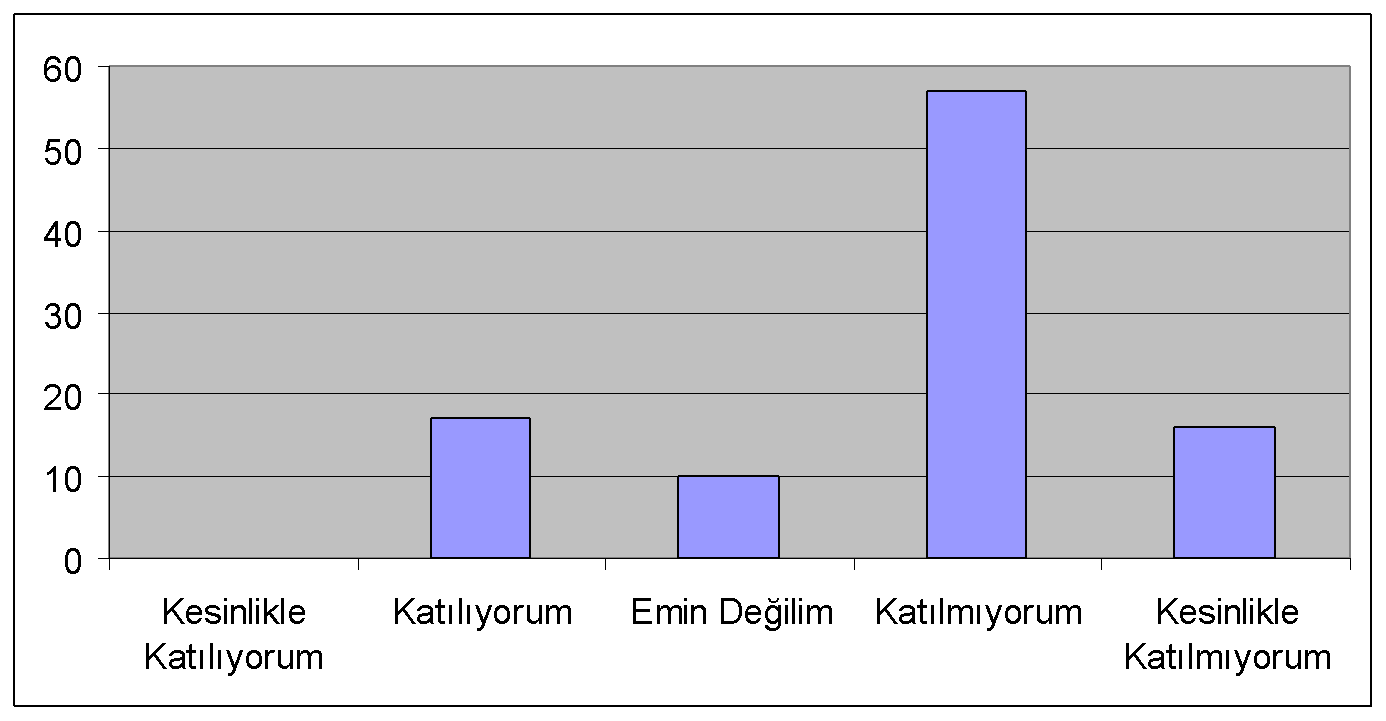 60
50
40
30
20
10
0
Kesinlikle
Katılıyorum
Katılıyorum
Emin Değilim
Katılmıyorum
Kesinlikle
Katılmıyorum